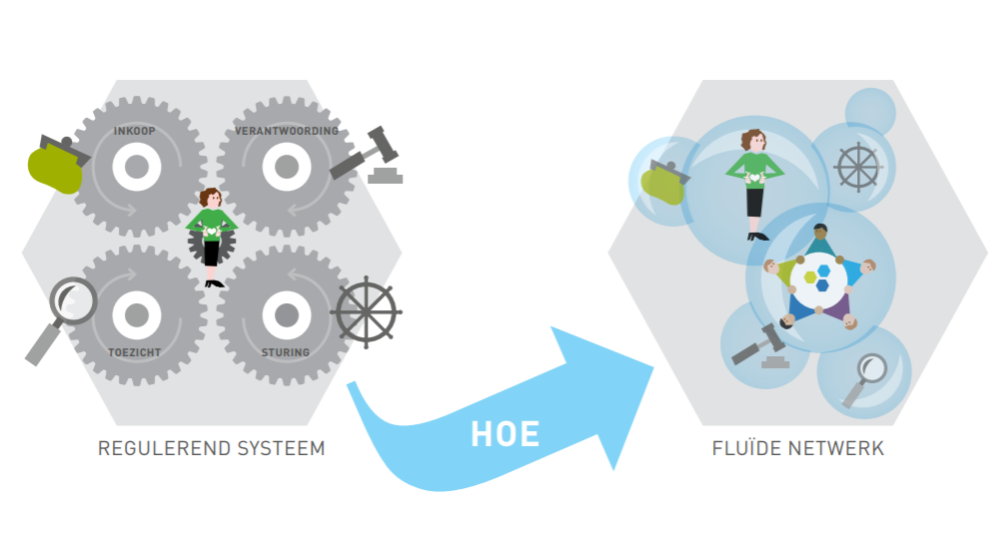 INKOOP
VERANTWOORDING
TOEZICHT
STURING
HOE
REGULEREND SYSTEEM
FLUÏDE NETWERK